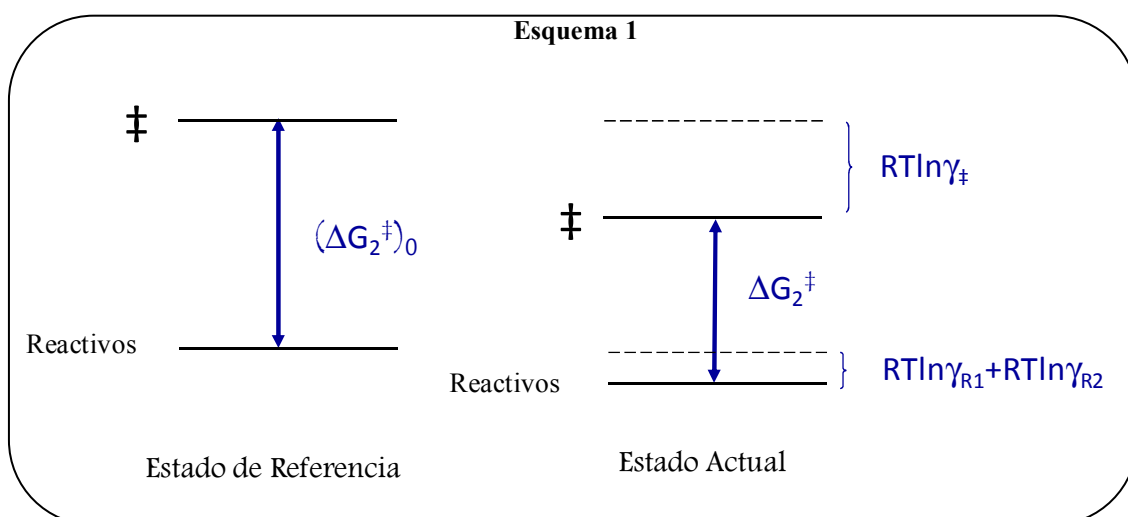 Esquema 1
‡
(ΔG₂‡)₀
Reactivos
Estado de Referencia
RTlnγ‡
‡
ΔG₂‡
Reactivos
RTlnγR1+RTlnγR2
Estado Actual